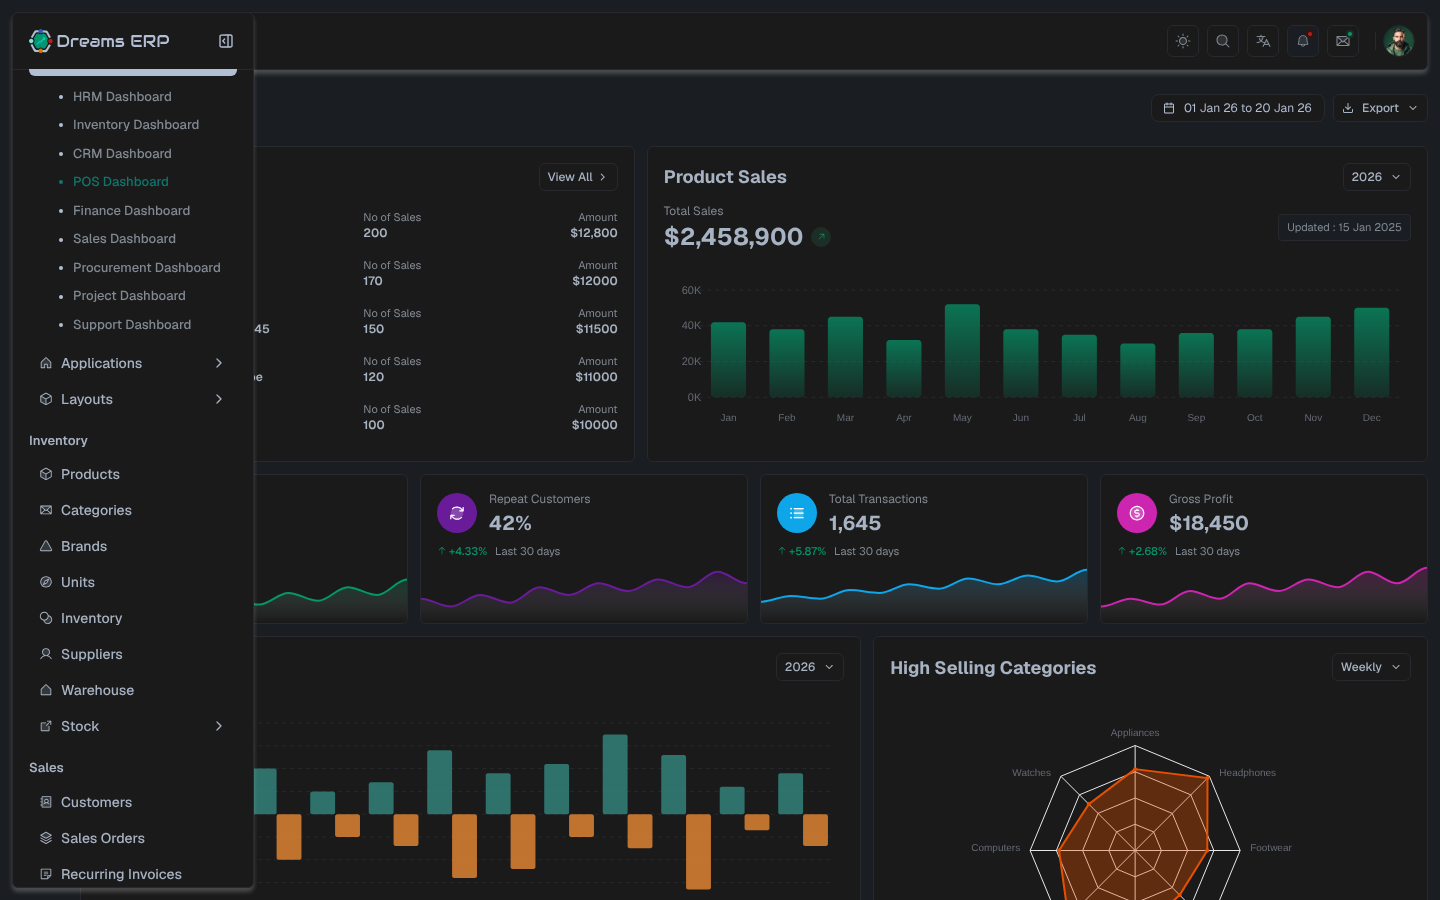 Dreams ERP
HRM Dashboard
Inventory Dashboard
CRM Dashboard
POS Dashboard
Finance Dashboard
Sales Dashboard
Procurement Dashboard
Project Dashboard
Support Dashboard
Applications
Layouts
Inventory
Products
Categories
Brands
Units
Inventory
Suppliers
Warehouse
Stock
Sales
Customers
Sales Orders
Recurring Invoices
01 Jan 26 to 20 Jan 26
Export
View All
No of Sales Amount
200 $12,800
No of Sales Amount
170 $12000
No of Sales Amount
45 150 $11500
No of Sales Amount
120 $11000
No of Sales Amount
100 $10000
Product Sales
2026
Total Sales
$2,458,900
Updated : 15 Jan 2025
60K
40K
20K
0K
Jan Feb Mar Apr May Jun Jul Aug Sep Oct Nov Dec
Repeat Customers
42%
+4.33% Last 30 days
Total Transactions
1,645
+5.87% Last 30 days
Gross Profit
$18,450
+2.68% Last 30 days
2026
High Selling Categories
Weekly
Appliances
Watches
Headphones
Computers
Footwear